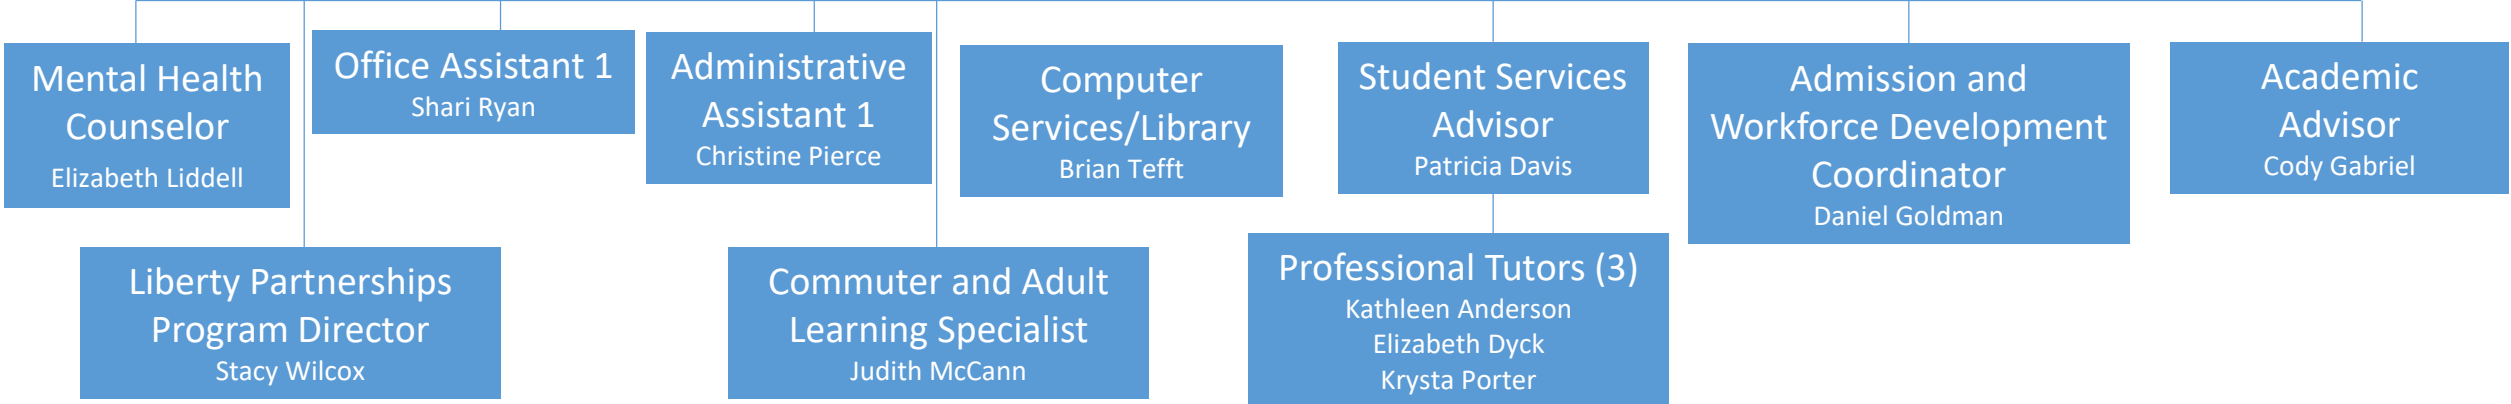 Mental Health
Counselor
Elizabeth Liddell
Office Assistant 1
Shari Ryan
Administrative
Assistant 1
Christine Pierce
Computer
Services/Library
Brian Tefft
Student Services
Advisor
Patricia Davis
Admission and
Workforce Development
Coordinator
Daniel Goldman
Academic
Advisor
Cody Gabriel
Liberty Partnerships
Program Director
Stacy Wilcox
Commuter and Adult
Learning Specialist
Judith McCann
Professional Tutors (3)
Kathleen Anderson
Elizabeth Dyck
Krysta Porter